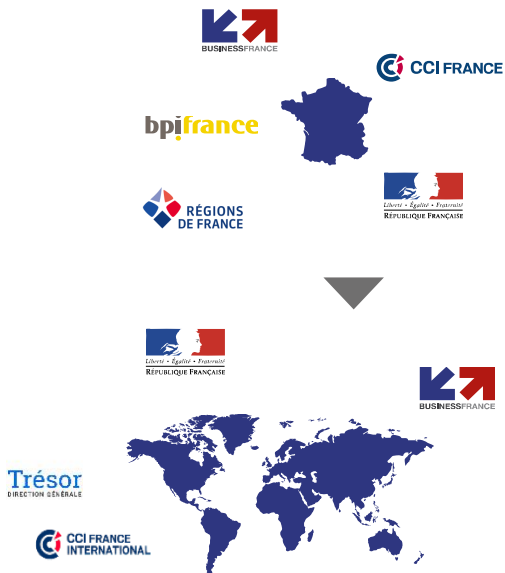 BUSINESSFRANCE
CCI FRANCE
bpifrance
Liberté • Égalité • Fraternité
RÉPUBLIQUE FRANÇAISE
RÉGIONS
DE FRANCE
Liberté • Égalité • Fraternité
RÉPUBLIQUE FRANÇAISE
BUSINESSFRANCE
Trésor
DIRECTION GÉNÉRALE
CCI FRANCE
INTERNATIONAL